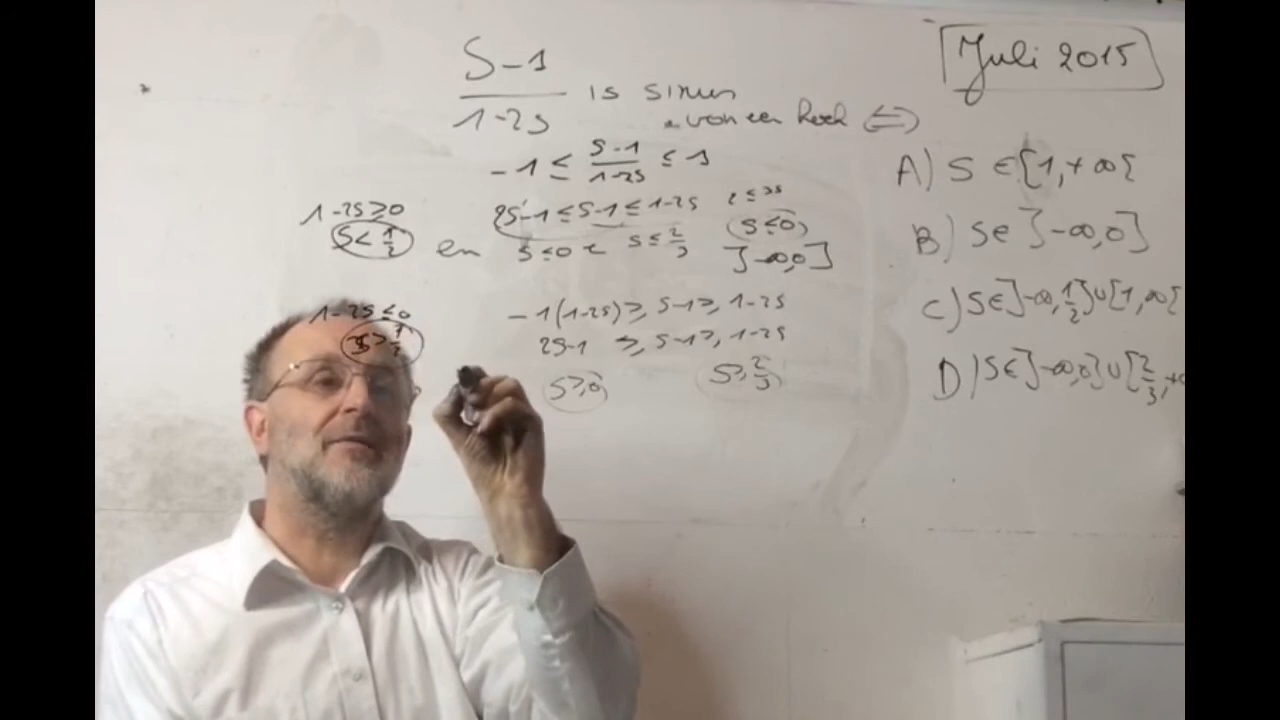 Juli 2015
S-1
1-2s
is sinus
van een hoek <=>
-1 ≤ s-1/1-2s ≤ 1
1-2s ≥ 0
2s-1 ≤ s-1 ≤ 1-2s
s < 1/2 en s ≤ 0 s ≤ 2/3
(s ≤ 0)
]-∞,0]
1-2s ≤ 0
-1(1-2s) ≥ s-1 ≥ 1-2s
2s-1 ≥ s-1 ≥ 1-2s
s ≥ 0 s ≥ 2/3
A) S ∈ [1,+∞[
B) S ∈ ]-∞,0]
C) S ∈ ]-∞,1/2] ∪ [1,∞[
D) S ∈ ]-∞,0] ∪ [2/3,+∞